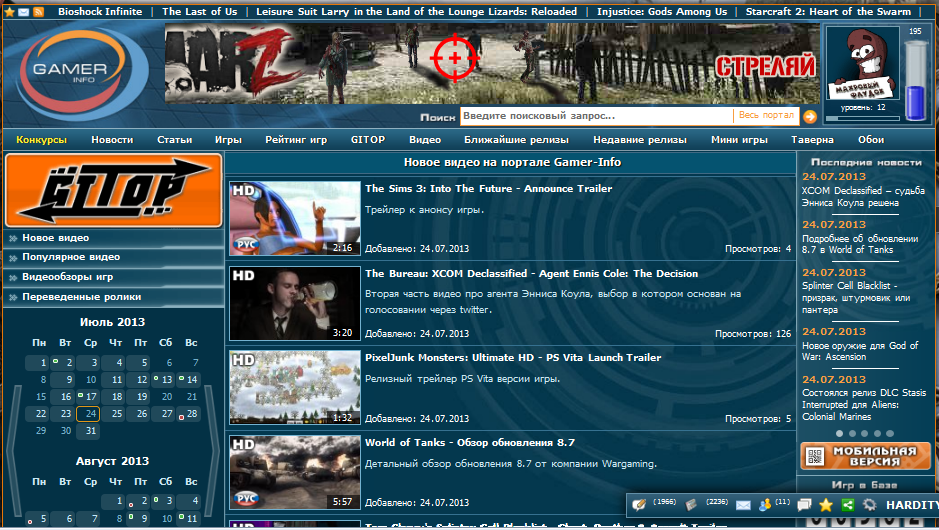 Bioshock Infinite | The Last of Us | Leisure Suit Larry in the Land of the Lounge Lizards: Reloaded | Injustice: Gods Among Us | Starcraft 2: Heart of the Swarm |
GAMER
INFO
WARZ
СТРЕЛЯЙ
195
МАХРОВЫЙ
ФЛУДОК
уровень: 12
Поиск
Введите поисковый запрос...
Весь портал
Конкурсы Новости Статьи Игры Рейтинг игр GITOP Видео Ближайшие релизы Недавние релизы Мини игры Таверна Обои
GITOP
Новое видео
Популярное видео
Видеообзоры игр
Переведенные ролики
Июль 2013
Пн Вт Ср Чт Пт Сб Вс
1 2 3 4 5 6 7
8 9 10 11 12 13 14
15 16 17 18 19 20 21
22 23 24 25 26 27 28
29 30 31
Август 2013
Пн Вт Ср Чт Пт Сб Вс
1 2 3 4
5 6 7 8 9 10 11
Новое видео на портале Gamer-Info
HD
РУС
2:16
The Sims 3: Into The Future - Announce Trailer
Трейлер к анонсу игры.
Добавлено: 24.07.2013
Просмотров: 4
HD
3:20
The Bureau: XCOM Declassified - Agent Ennis Cole: The Decision
Вторая часть видео про агента Энниса Коула, выбор в котором основан на
голосовании через twitter.
Добавлено: 24.07.2013
Просмотров: 126
HD
1:32
PixelJunk Monsters: Ultimate HD - PS Vita Launch Trailer
Релизный трейлер PS Vita версии игры.
Добавлено: 24.07.2013
Просмотров: 5
HD
РУС
5:57
World of Tanks - Обзор обновления 8.7
Детальный обзор обновления 8.7 от компании Wargaming.
Добавлено: 24.07.2013
Последние новости
24.07.2013
XCOM Declassified – судьба
Энниса Коула решена
24.07.2013
Подробнее об обновлении
8.7 в World of Tanks
24.07.2013
Splinter Cell Blacklist -
призрак, штурмовик или
пантера
24.07.2013
Новое оружие для God of
War: Ascension
24.07.2013
Состоялся релиз DLC Stasis
Interrupted для Aliens:
Colonial Marines
МОБИЛЬНАЯ
ВЕРСИЯ
Игр в Базе
(1966) (2236) (11) HARDITY